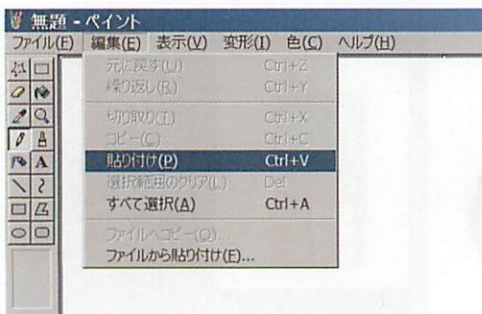 無題 - ペイント
ファイル(F) 編集(E) 表示(V) 変形(I) 色(C) ヘルプ(H)
元に戻す(U) Ctrl+Z
繰り返し(R) Ctrl+Y
切り取り(T) Ctrl+X
コピー(C) Ctrl+C
貼り付け(P) Ctrl+V
選択範囲のクリア(L) Del
すべて選択(A) Ctrl+A
ファイルへコピー(O)...
ファイルから貼り付け(F)...
A